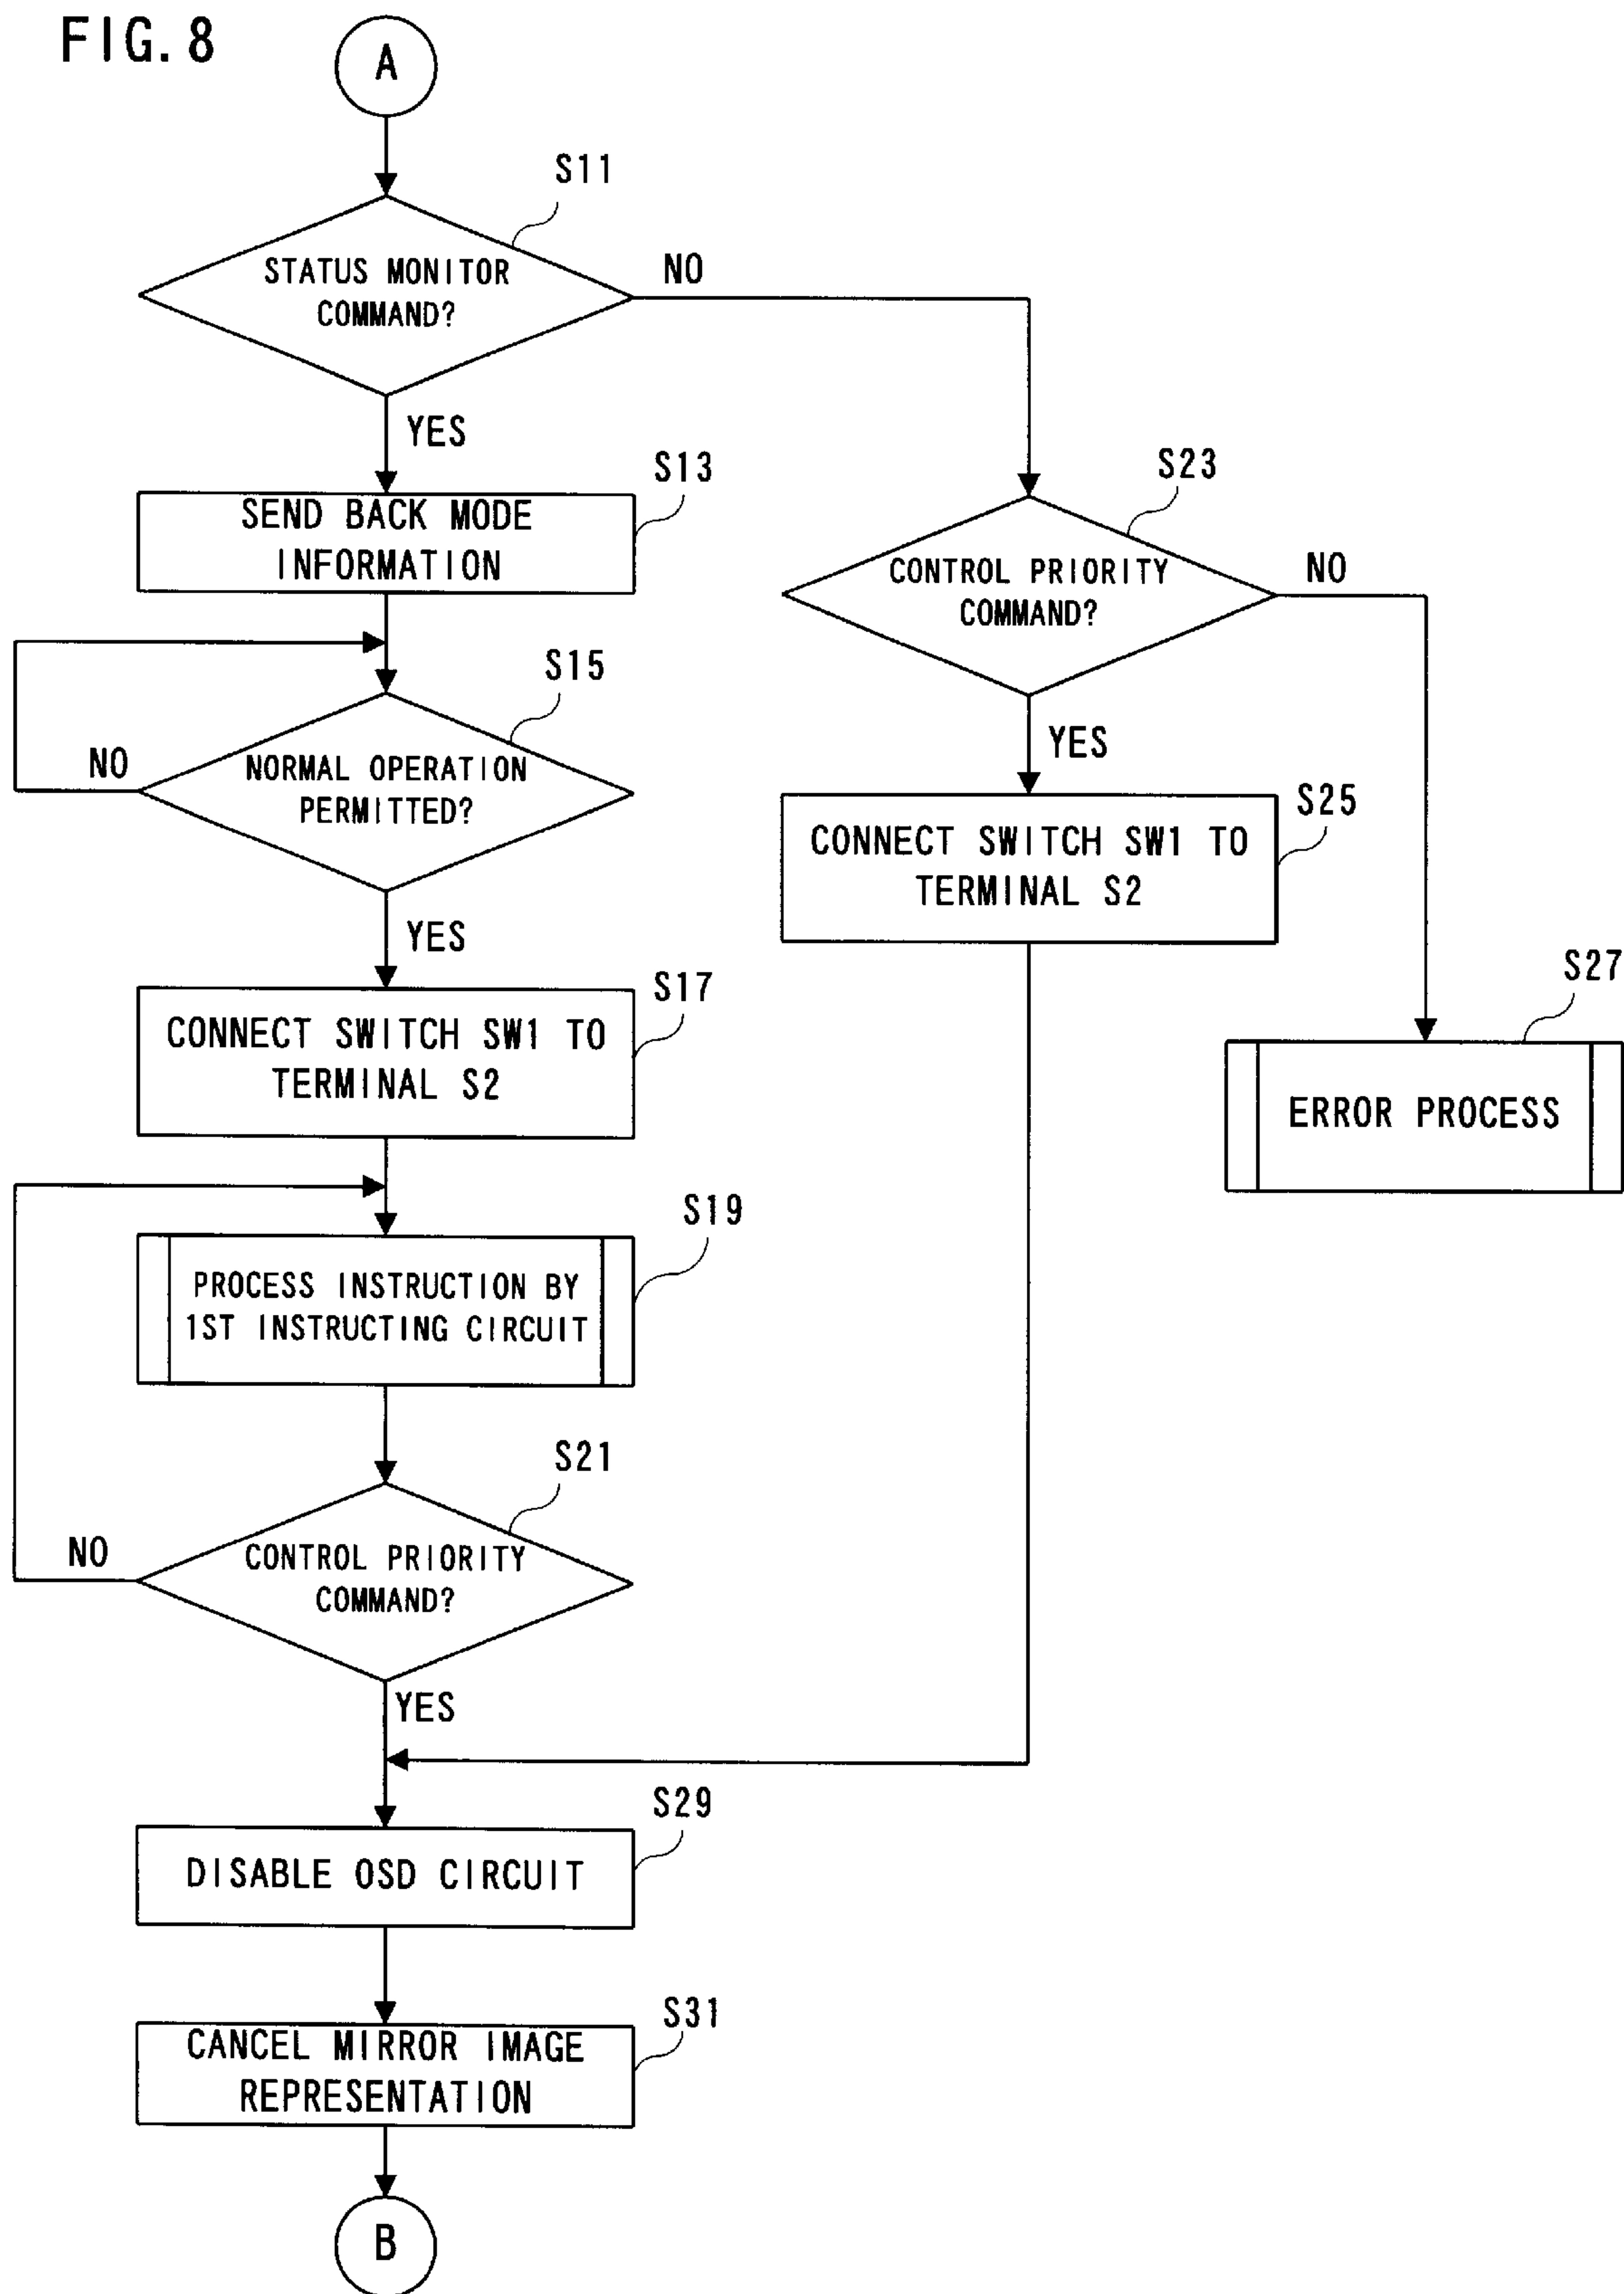 FIG. 8
A
S11
STATUS MONITOR
COMMAND?
NO
YES
S13
SEND BACK MODE
INFORMATION
S15
NORMAL OPERATION
PERMITTED?
NO
YES
S17
CONNECT SWITCH SW1 TO
TERMINAL S2
S19
PROCESS INSTRUCTION BY
1ST INSTRUCTING CIRCUIT
S21
CONTROL PRIORITY
COMMAND?
NO
YES
S23
CONTROL PRIORITY
COMMAND?
NO
YES
S25
CONNECT SWITCH SW1 TO
TERMINAL S2
S27
ERROR PROCESS
S29
DISABLE OSD CIRCUIT
S31
CANCEL MIRROR IMAGE
REPRESENTATION
B